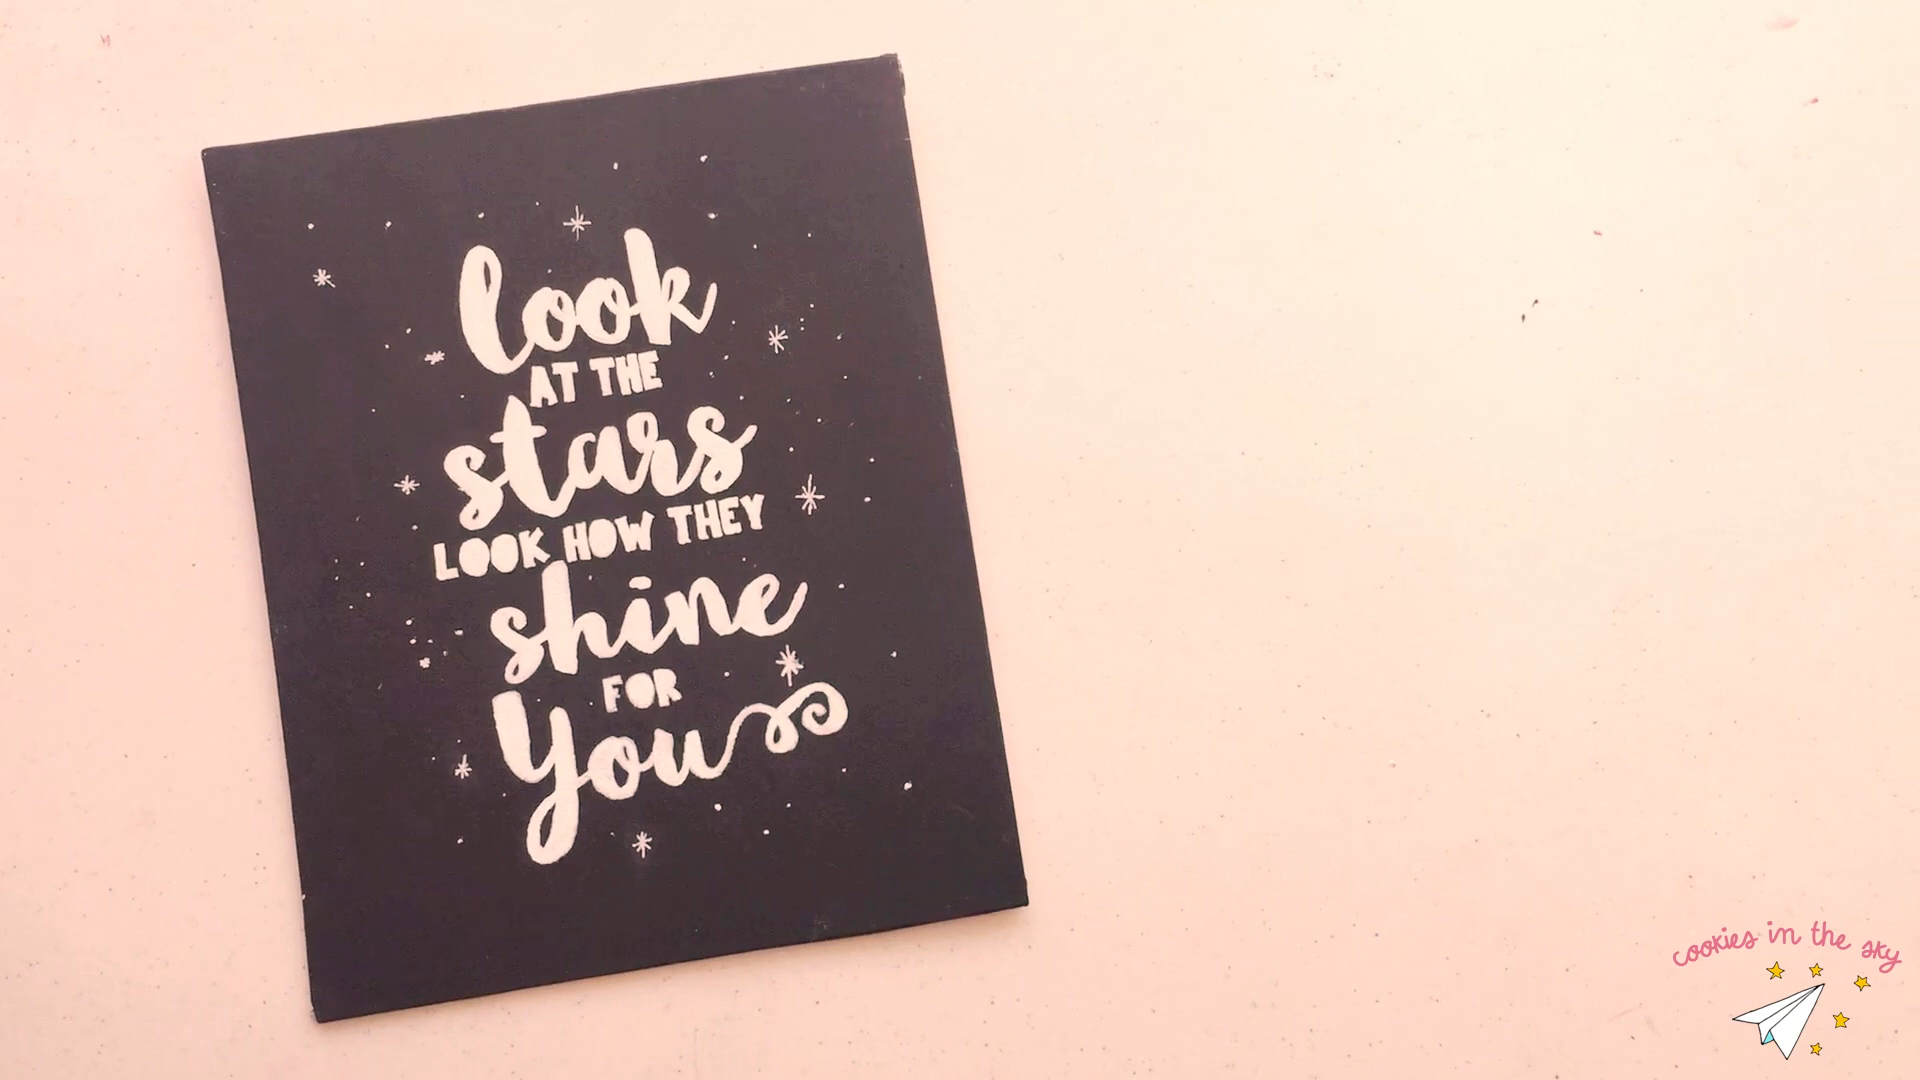 look
AT THE
stars
LOOK HOW THEY
shine
FOR
You
cookies in the sky